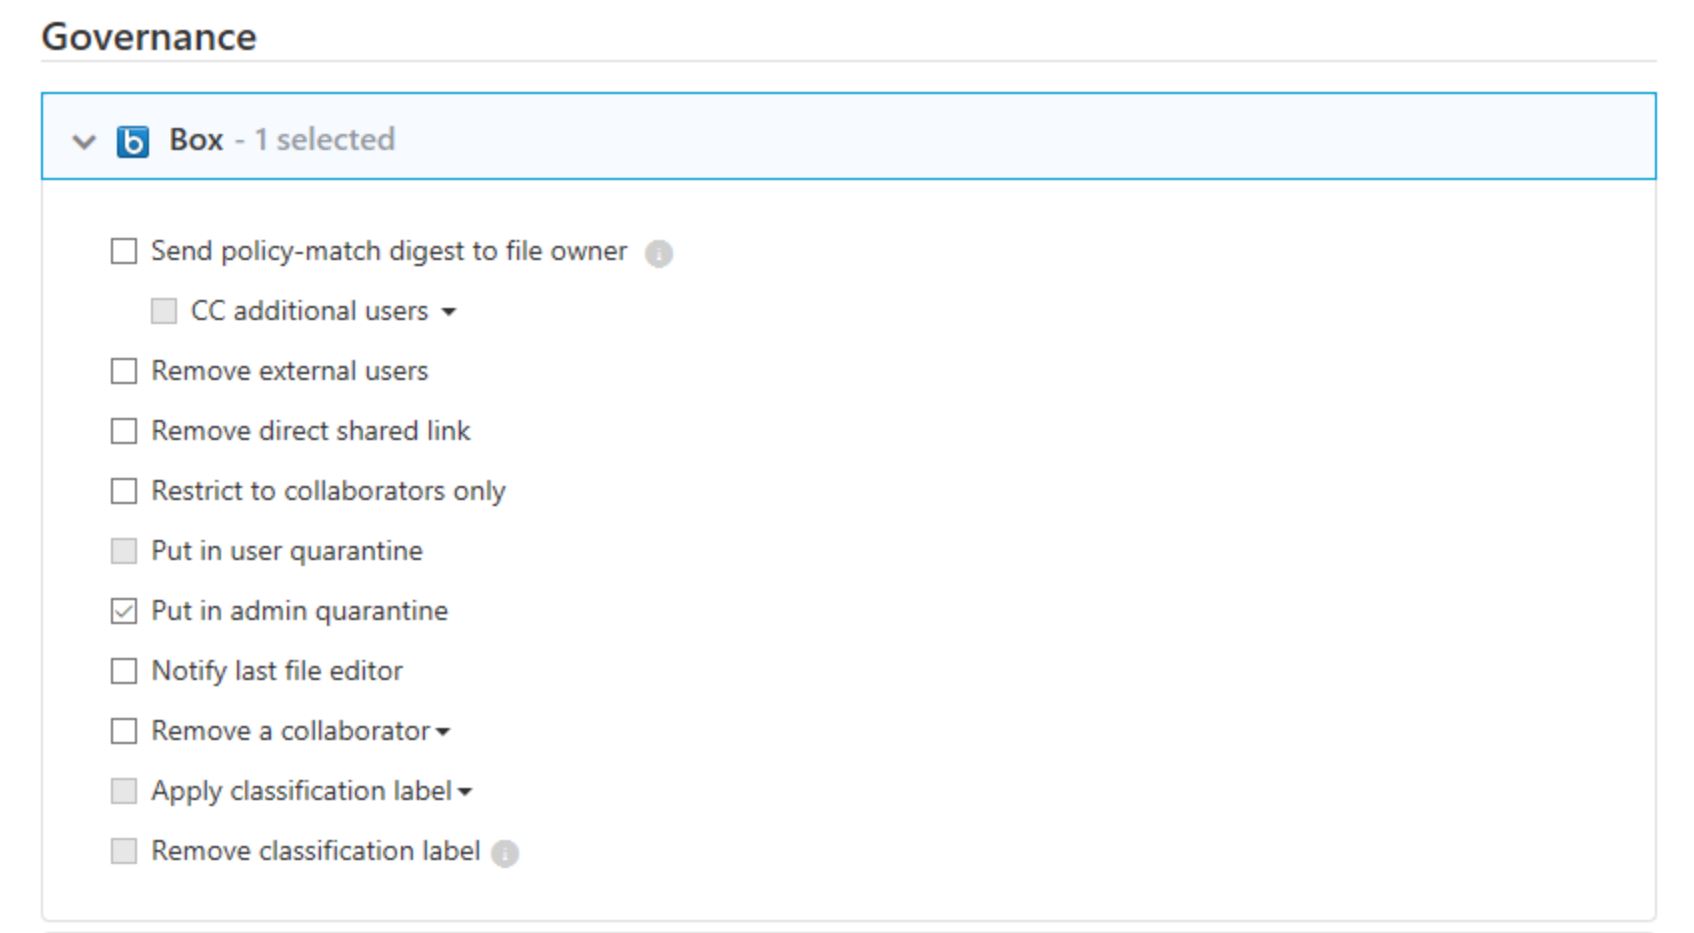 Governance
Box - 1 selected
Send policy-match digest to file owner
CC additional users
Remove external users
Remove direct shared link
Restrict to collaborators only
Put in user quarantine
Put in admin quarantine
Notify last file editor
Remove a collaborator
Apply classification label
Remove classification label